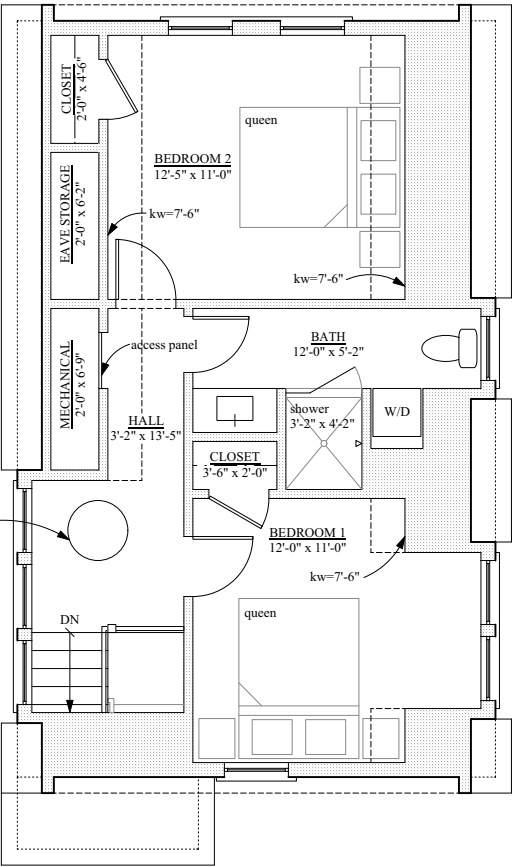 CLOSET
2'-0" x 4'-6"
queen
BEDROOM 2
12'-5" x 11'-0"
EAVE STORAGE
2'-0" x 6'-2"
kw=7'-6"
kw=7'-6"
BATH
12'-0" x 5'-2"
access panel
MECHANICAL
2'-0" x 6'-9"
HALL
3'-2" x 13'-5"
shower
3'-2" x 4'-2"
W/D
CLOSET
3'-6" x 2'-0"
BEDROOM 1
12'-0" x 11'-0"
kw=7'-6"
queen
DN